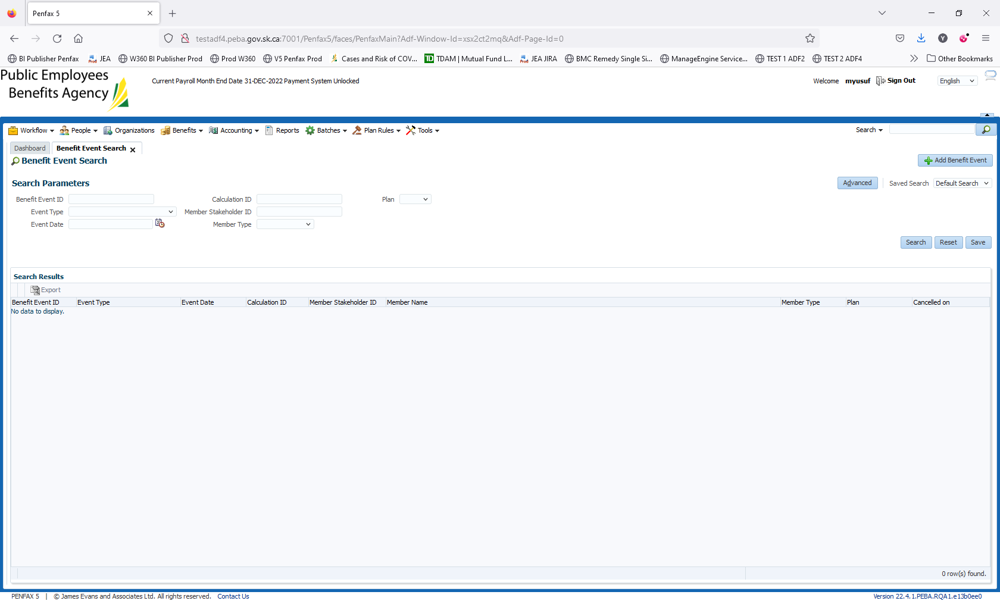 Penfax 5
testadf4.peba.gov.sk.ca:7001/Penfax5/faces/PenfaxMain?Adf-Window-Id=xsx2ct2mq&Adf-Page-Id=0
Y
BI Publisher Penfax JEA W360 BI Publisher Prod Prod W360 V5 Penfax Prod Cases and Risk of COV... TD TDAM | Mutual Fund L... JEA JIRA BMC Remedy Single Si... ManageEngine Service... TEST 1 ADF2 TEST 2 ADF4 Other Bookmarks
Public Employees
Benefits Agency
Current Payroll Month End Date 31-DEC-2022 Payment System Unlocked
Welcome myusuf Sign Out English
Workflow People Organizations Benefits Accounting Reports Batches Plan Rules Tools Search
Dashboard Benefit Event Search
Benefit Event Search Add Benefit Event
Search Parameters Advanced Saved Search Default Search
Benefit Event ID Calculation ID Plan
Event Type Member Stakeholder ID
Event Date Member Type
Search Reset Save
Search Results
Export
Benefit Event ID Event Type Event Date Calculation ID Member Stakeholder ID Member Name Member Type Plan Cancelled on
No data to display.
0 row(s) found.
PENFAX 5 | © James Evans and Associates Ltd. All rights reserved. Contact Us Version 22.4.1.PEBA.RQA1.e13b0ee0